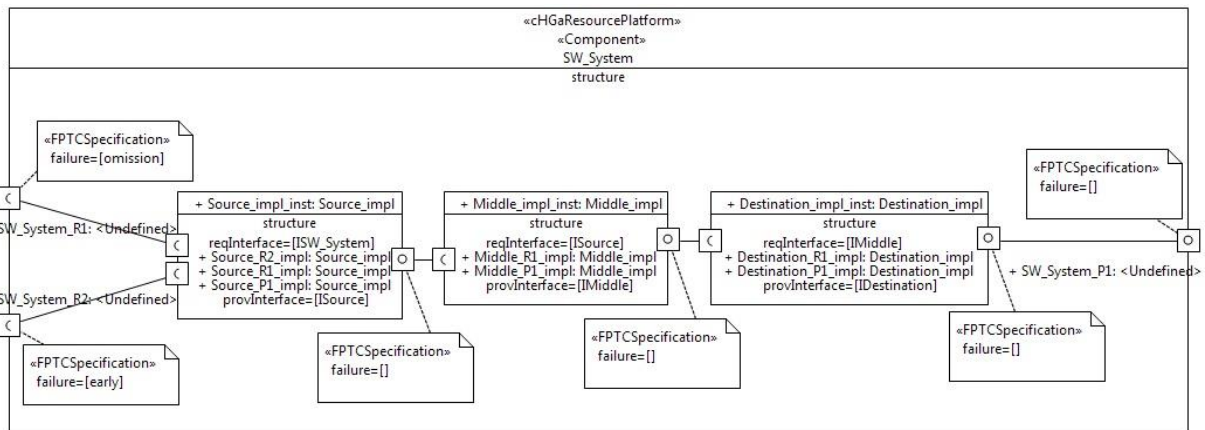 «cHGaResourcePlatform»
«Component»
SW_System
structure
«FPTCSpecification»
failure=[omission]
«FPTCSpecification»
failure=[]
SW_System_R1: <Undefined>
SW_System_R2: <Undefined>
+ Source_impl_inst: Source_impl
structure
reqInterface=[ISW_System]
+ Source_R2_impl: Source_impl
+ Source_R1_impl: Source_impl
+ Source_P1_impl: Source_impl
provInterface=[ISource]
+ Middle_impl_inst: Middle_impl
structure
reqInterface=[ISource]
+ Middle_R1_impl: Middle_impl
+ Middle_P1_impl: Middle_impl
provInterface=[IMiddle]
+ Destination_impl_inst: Destination_impl
structure
reqInterface=[IMiddle]
+ Destination_R1_impl: Destination_impl
+ Destination_P1_impl: Destination_impl
provInterface=[IDestination]
+ SW_System_P1: <Undefined>
«FPTCSpecification»
failure=[early]
«FPTCSpecification»
failure=[]
«FPTCSpecification»
failure=[]
«FPTCSpecification»
failure=[]